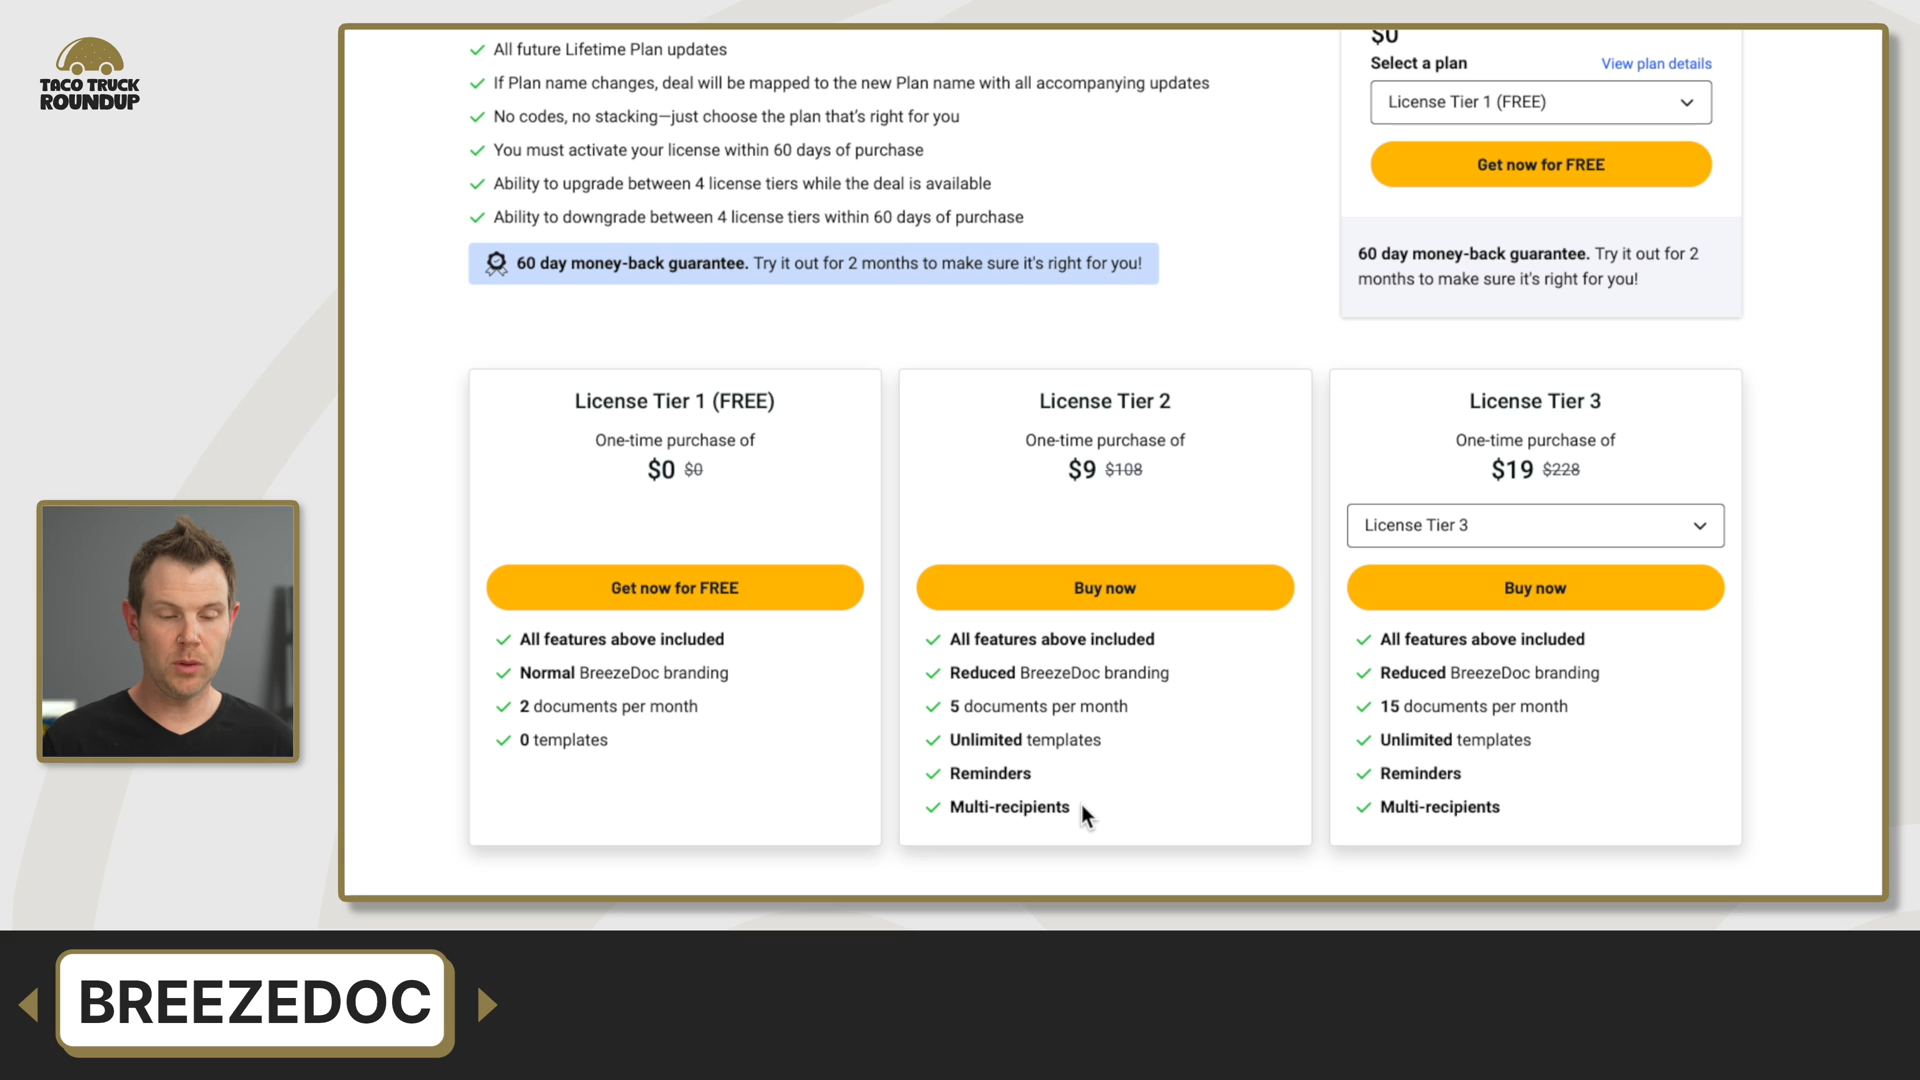 TACO TRUCK
ROUNDUP
All future Lifetime Plan updates
If Plan name changes, deal will be mapped to the new Plan name with all accompanying updates
No codes, no stacking—just choose the plan that's right for you
You must activate your license within 60 days of purchase
Ability to upgrade between 4 license tiers while the deal is available
Ability to downgrade between 4 license tiers within 60 days of purchase
60 day money-back guarantee. Try it out for 2 months to make sure it's right for you!
$0
Select a plan View plan details
License Tier 1 (FREE)
Get now for FREE
60 day money-back guarantee. Try it out for 2
months to make sure it's right for you!
License Tier 1 (FREE)
One-time purchase of
$0 $0
Get now for FREE
All features above included
Normal BreezeDoc branding
2 documents per month
0 templates
License Tier 2
One-time purchase of
$9 $108
Buy now
All features above included
Reduced BreezeDoc branding
5 documents per month
Unlimited templates
Reminders
Multi-recipients
License Tier 3
One-time purchase of
$19 $228
License Tier 3
Buy now
All features above included
Reduced BreezeDoc branding
15 documents per month
Unlimited templates
Reminders
Multi-recipients
BREEZEDOC